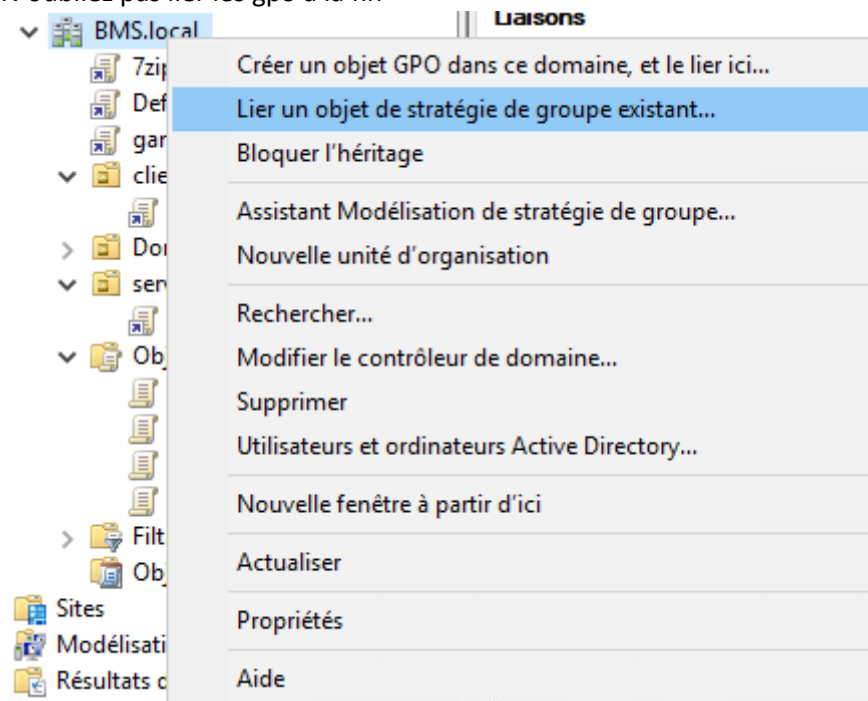 oubliez pas lier les gpo à la fin
Liaisons
BMS.local
7zip
Def
gar
clie
Dor
ser
Obj
Filt
Obj
Sites
Modélisati
Résultats d
Créer un objet GPO dans ce domaine, et le lier ici...
Lier un objet de stratégie de groupe existant...
Bloquer l'héritage
Assistant Modélisation de stratégie de groupe...
Nouvelle unité d'organisation
Rechercher...
Modifier le contrôleur de domaine...
Supprimer
Utilisateurs et ordinateurs Active Directory...
Nouvelle fenêtre à partir d'ici
Actualiser
Propriétés
Aide